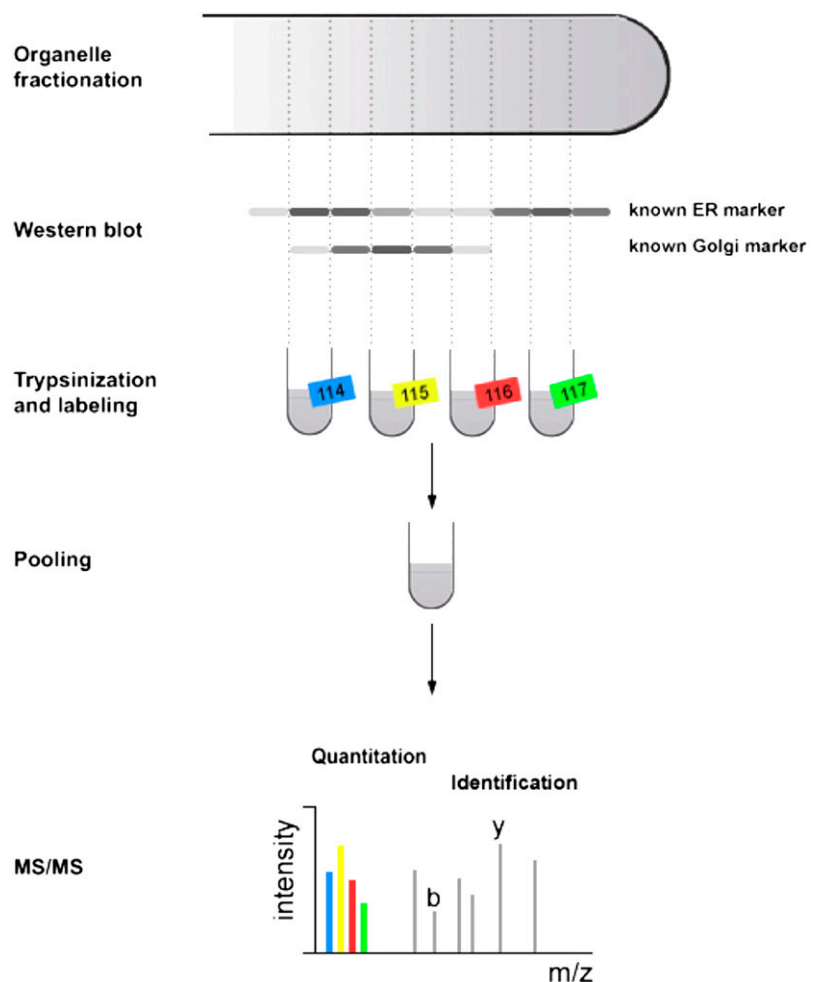 Organelle
fractionation
Western blot
known ER marker
known Golgi marker
Trypsinization
and labeling
114
115
116
117
Pooling
Quantitation
Identification
MS/MS
intensity
b
y
m/z